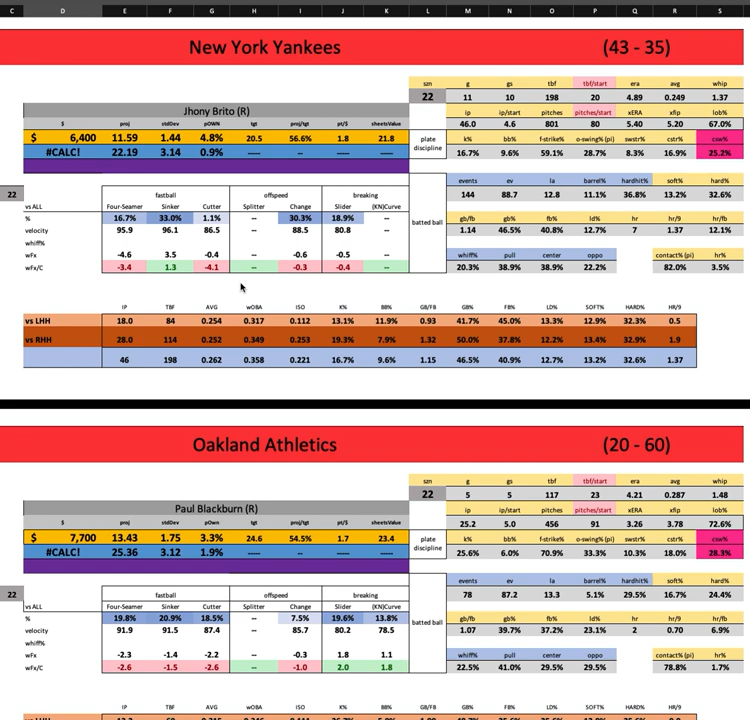 C D E F G H I J K L M N O P Q R S
New York Yankees (43 - 35)
szn g gs tbf tbf/start era avg whip
22 11 10 198 20 4.89 0.249 1.37
Jhony Brito (R) ip ip/start pitches pitches/start xERA xfip lob%
$ proj stdDev pOWN tgt proj/tgt pt/$ sheetsValue 46.0 4.6 801 80 5.40 5.20 67.0%
$ 6,400 11.59 1.44 4.8% 20.5 56.6% 1.8 21.8 plate discipline k% bb% f-strike% o-swing% (pi) swstr% cstr% csw%
#CALC! 22.19 3.14 0.9% ---- -- ---- -- 16.7% 9.6% 59.1% 28.7% 8.3% 16.9% 25.2%
events ev la barrel% hardhit% soft% hard%
22 fastball offspeed breaking 144 88.7 12.8 11.1% 36.8% 13.2% 32.6%
vs ALL Four-Seamer Sinker Cutter Splitter Change Slider (KN)Curve
% 16.7% 33.0% 1.1% -- 30.3% 18.9% -- batted ball gb/fb gb% fb% ld% hr hr/9 hr/fb
velocity 95.9 96.1 86.5 -- 88.5 80.8 -- 1.14 46.5% 40.8% 12.7% 7 1.37 12.1%
whiff%
wFx -4.6 3.5 -0.4 -- -0.6 -0.5 -- whiff% pull center oppo contact% (pi) hr%
wFx/C -3.4 1.3 -4.1 -- -0.3 -0.4 -- 20.3% 38.9% 38.9% 22.2% 82.0% 3.5%
IP TBF AVG wOBA ISO K% BB% GB/FB GB% FB% LD% SOFT% HARD% HR/9
vs LHH 18.0 84 0.254 0.317 0.112 13.1% 11.9% 0.93 41.7% 45.0% 13.3% 12.9% 32.3% 0.5
vs RHH 28.0 114 0.252 0.349 0.253 19.3% 7.9% 1.32 50.0% 37.8% 12.2% 13.4% 32.9% 1.9
46 198 0.262 0.358 0.221 16.7% 9.6% 1.15 46.5% 40.9% 12.7% 13.2% 32.6% 1.37
Oakland Athletics (20 - 60)
szn g gs tbf tbf/start era avg whip
22 5 5 117 23 4.21 0.287 1.48
Paul Blackburn (R) ip ip/start pitches pitches/start xERA xfip lob%
$ proj stdDev pOwn tgt proj/tgt pt/$ sheetsValue 25.2 5.0 456 91 3.26 3.78 72.6%
$ 7,700 13.43 1.75 3.3% 24.6 54.5% 1.7 23.4 plate discipline k% bb% f-strike% o-swing% (pi) swstr% cstr% csw%
#CALC! 25.36 3.12 1.9% ---- -- ---- -- 25.6% 6.0% 70.9% 33.3% 10.3% 18.0% 28.3%
events ev la barrel% hardhit% soft% hard%
22 fastball offspeed breaking 78 87.2 13.3 5.1% 29.5% 16.7% 24.4%
vs ALL Four-Seamer Sinker Cutter Splitter Change Slider (KN)Curve
% 19.8% 20.9% 18.5% -- 7.5% 19.6% 13.8% batted ball gb/fb gb% fb% ld% hr hr/9 hr/fb
velocity 91.9 91.5 87.4 -- 85.7 80.2 78.5 1.07 39.7% 37.2% 23.1% 2 0.70 6.9%
whiff%
wFx -2.3 -1.4 -2.2 -- -0.3 1.8 1.1 whiff% pull center oppo contact% (pi) hr%
wFx/C -2.6 -1.5 -2.6 -- -1.0 2.0 1.8 22.5% 41.0% 29.5% 29.5% 78.8% 1.7%
IP TBF AVG wOBA ISO K% BB% GB/FB GB% FB% LD% SOFT% HARD% HR/9